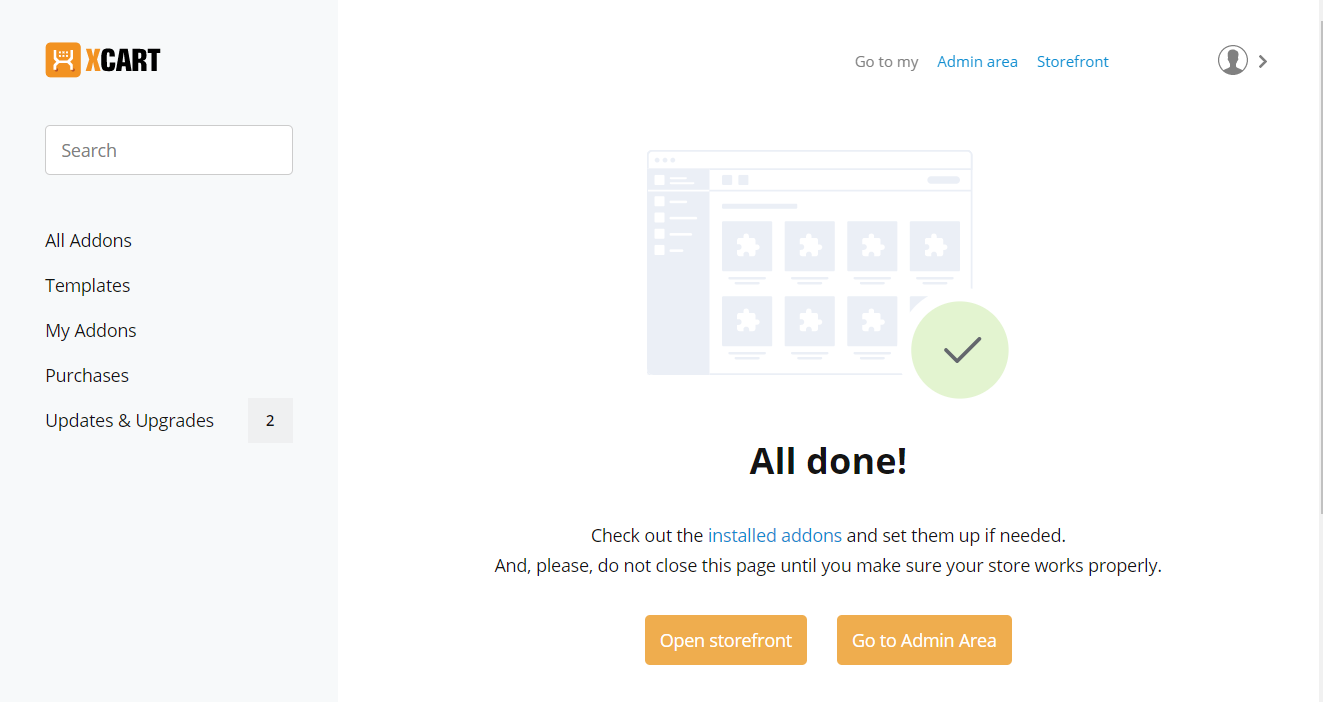 XCART
Go to my Admin area Storefront
Search
All Addons
Templates
My Addons
Purchases
Updates & Upgrades 2
All done!
Check out the installed addons and set them up if needed.
And, please, do not close this page until you make sure your store works properly.
Open storefront Go to Admin Area